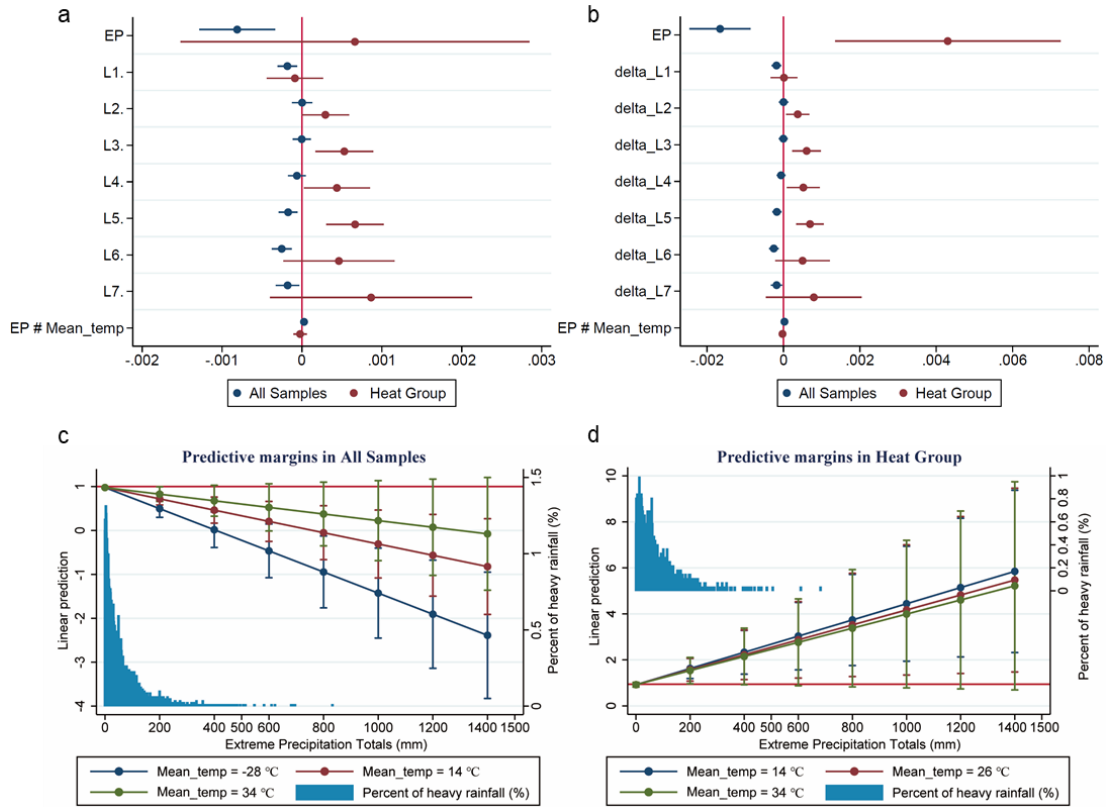 a
EP
L1.
L2.
L3.
L4.
L5.
L6.
L7.
EP # Mean_temp
-.002 -.001 0 .001 .002 .003
All Samples Heat Group
b
EP
delta_L1
delta_L2
delta_L3
delta_L4
delta_L5
delta_L6
delta_L7
EP # Mean_temp
-.002 0 .002 .004 .006 .008
All Samples Heat Group
c
Predictive margins in All Samples
Linear prediction
1
0
-1
-2
-3
-4
1.5
1
0.5
0
Percent of heavy rainfall (%)
0 200 400 600 800 1000 1200 1400 1500
Extreme Precipitation Totals (mm)
Mean_temp = -28 ℃ Mean_temp = 14 ℃
Mean_temp = 34 ℃ Percent of heavy rainfall (%)
d
Predictive margins in Heat Group
Linear prediction
10
8
6
4
2
0
1
0.8
0.6
0.4
0.2
0
Percent of heavy rainfall (%)
0 200 400 500 600 800 1000 1200 1400 1500
Extreme Precipitation Totals (mm)
Mean_temp = 14 ℃ Mean_temp = 26 ℃
Mean_temp = 34 ℃ Percent of heavy rainfall (%)